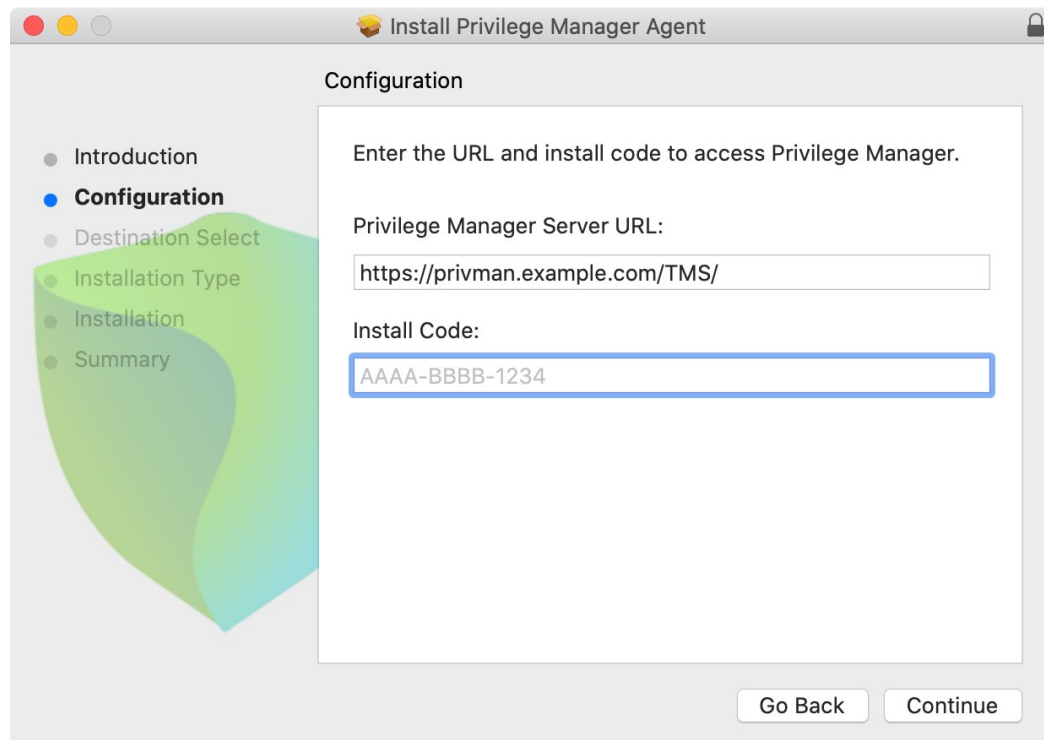 Install Privilege Manager Agent
Configuration
Introduction
Configuration
Destination Select
Installation Type
Installation
Summary
Enter the URL and install code to access Privilege Manager.
Privilege Manager Server URL:
https://privman.example.com/TMS/
Install Code:
AAAA-BBBB-1234
Go Back
Continue